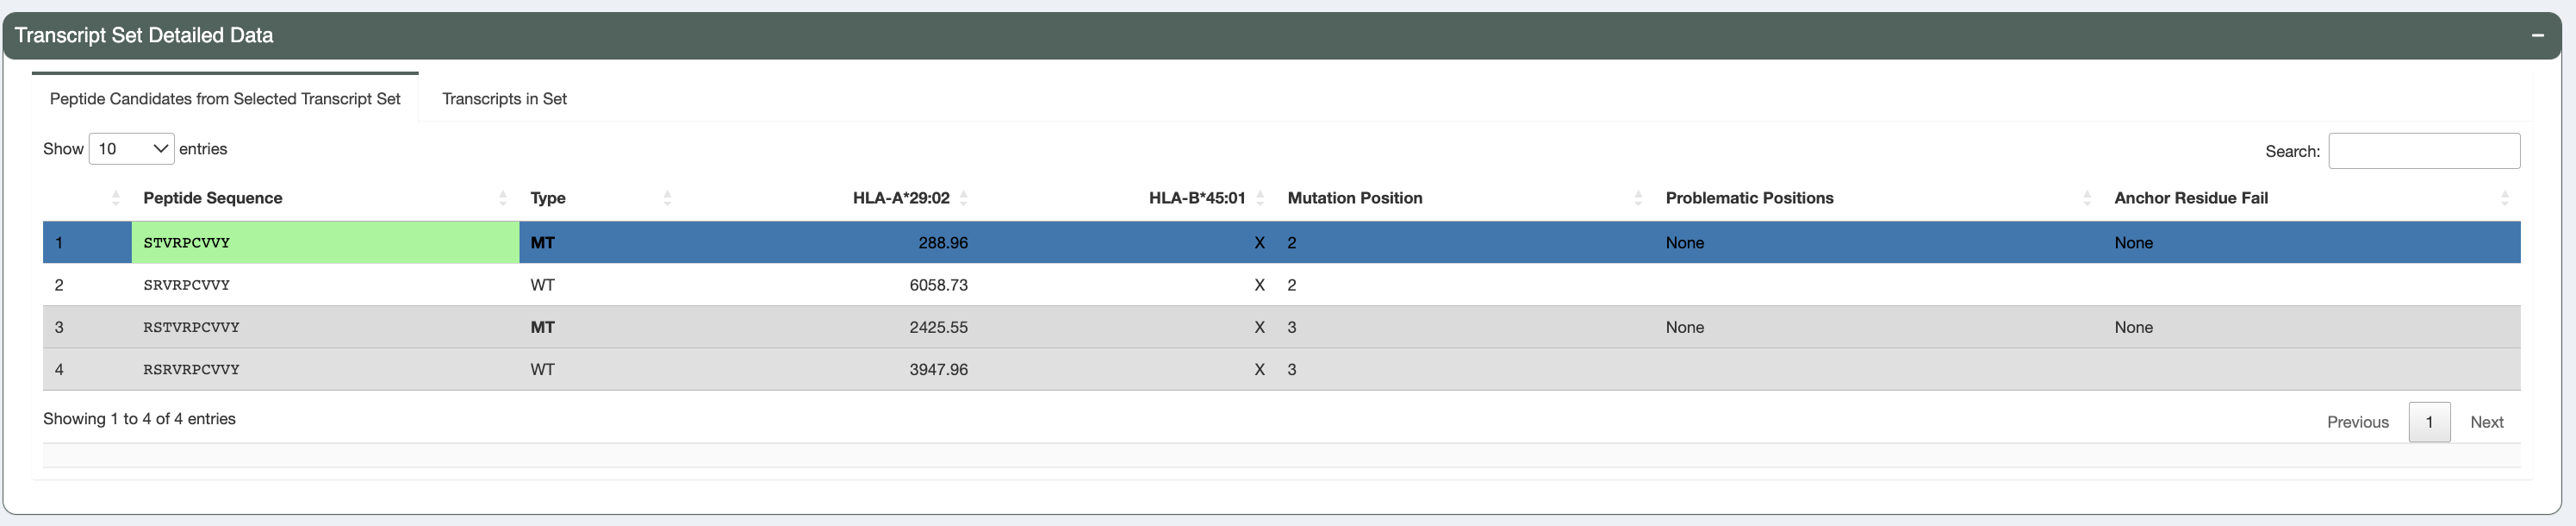 Transcript Set Detailed Data
Peptide Candidates from Selected Transcript Set Transcripts in Set
Show 10 entries Search:
Peptide Sequence Type HLA-A*29:02 HLA-B*45:01 Mutation Position Problematic Positions Anchor Residue Fail
1 STVRPCVVY MT 288.96 X 2 None None
2 SRVRPCVVY WT 6058.73 X 2
3 RSTVRPCVVY MT 2425.55 X 3 None None
4 RSRVRPCVVY WT 3947.96 X 3
Showing 1 to 4 of 4 entries Previous 1 Next